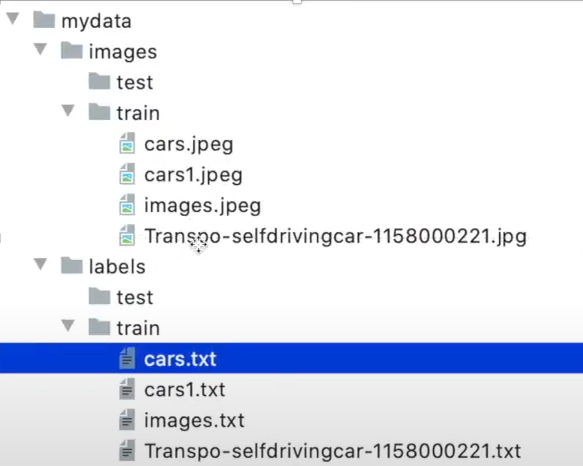 mydata
images
test
train
cars.jpeg
cars1.jpeg
images.jpeg
Transpo-selfdrivingcar-1158000221.jpg
labels
test
train
cars.txt
cars1.txt
images.txt
Transpo-selfdrivingcar-1158000221.txt